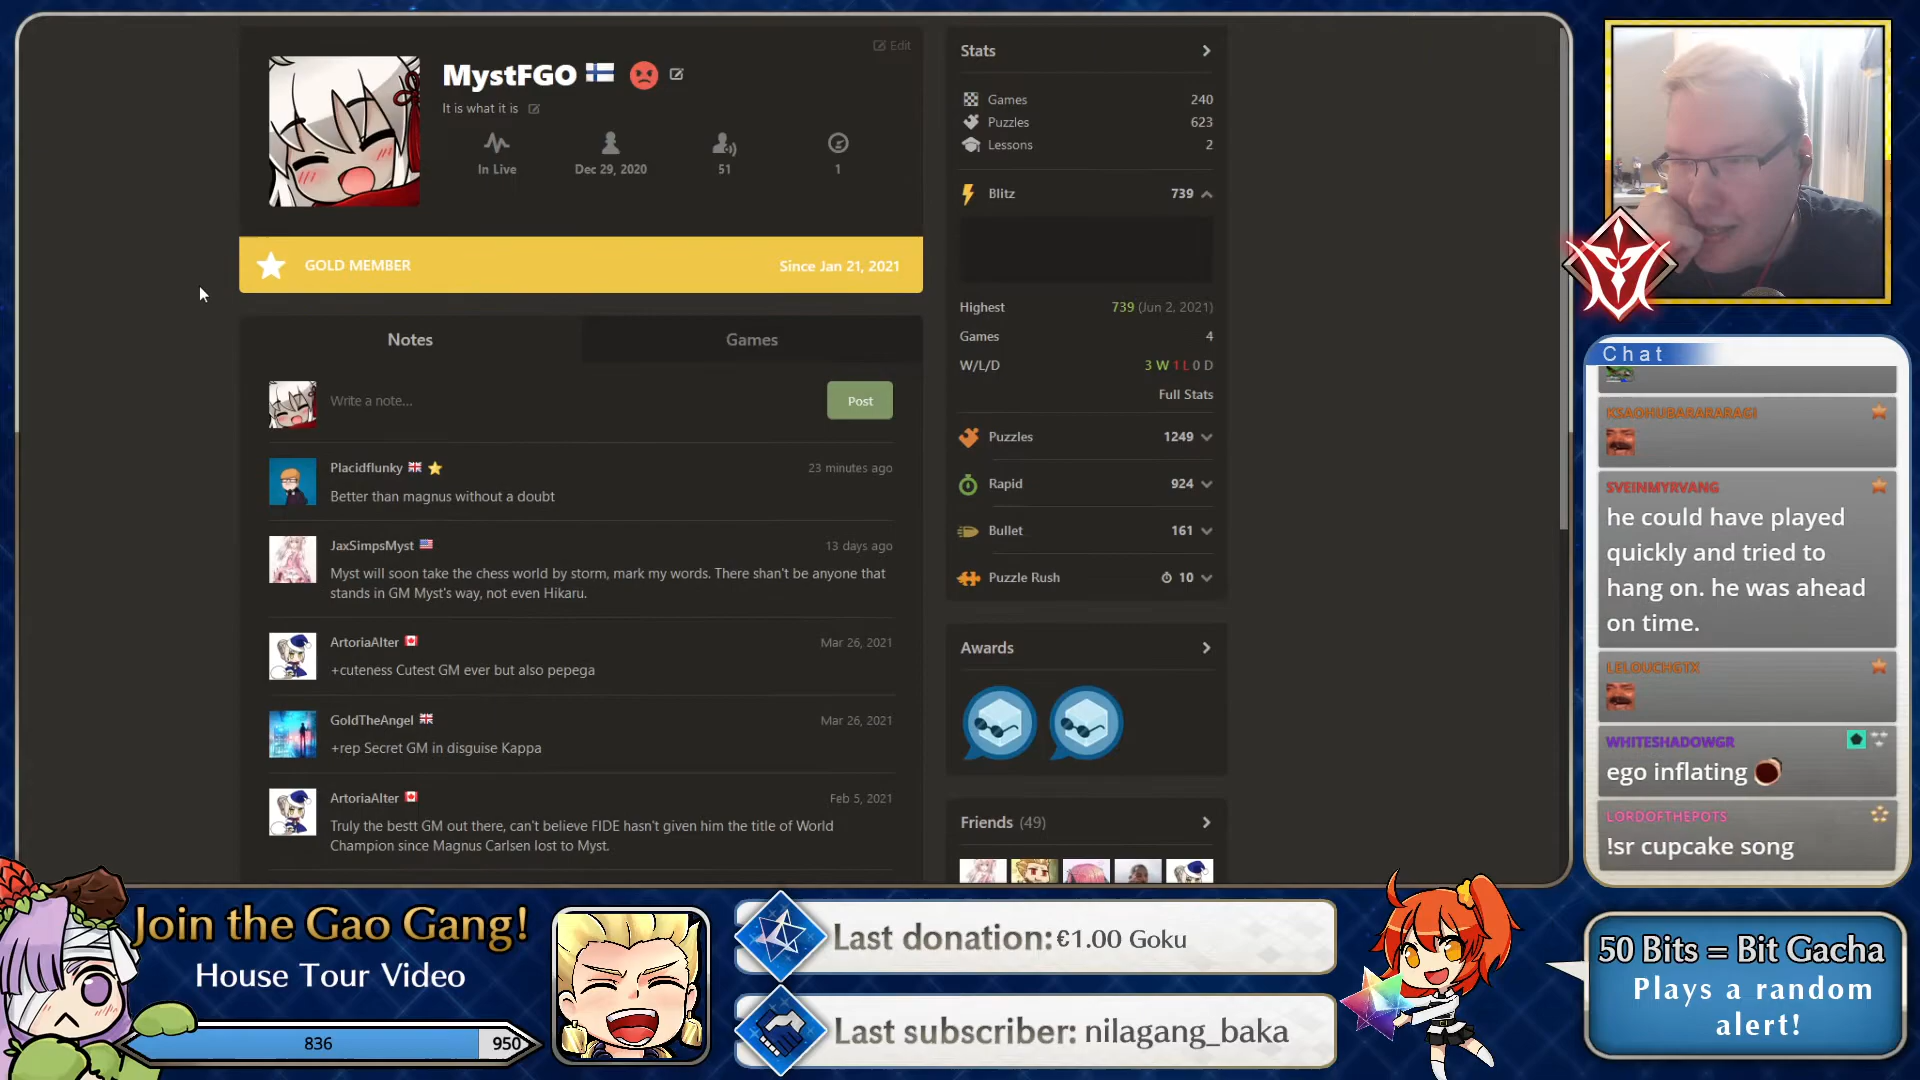 Edit
MystFGO
It is what it is
In Live
Dec 29, 2020
51
1
GOLD MEMBER
Since Jan 21, 2021
Notes
Games
Write a note...
Post
Placidflunky
23 minutes ago
Better than magnus without a doubt
JaxSimpsMyst
13 days ago
Myst will soon take the chess world by storm, mark my words. There shan't be anyone that
stands in GM Myst's way, not even Hikaru.
ArtoriaAlter
Mar 26, 2021
+cuteness Cutest GM ever but also pepega
GoldTheAngel
Mar 26, 2021
+rep Secret GM in disguise Kappa
ArtoriaAlter
Feb 5, 2021
Truly the bestt GM out there, can't believe FIDE hasn't given him the title of World
Champion since Magnus Carlsen lost to Myst.
Stats
Games 240
Puzzles 623
Lessons 2
Blitz 739
Highest 739 (Jun 2, 2021)
Games 4
W/L/D 3 W 1 L 0 D
Full Stats
Puzzles 1249
Rapid 924
Bullet 161
Puzzle Rush 10
Awards
Friends (49)
Chat
KSAOHUBARARARAGI
SVEINMYRVANG
he could have played
quickly and tried to
hang on. he was ahead
on time.
LELOUCHGTX
WHITESHADOWGR
ego inflating
LORDOFTHEPOTS
!sr cupcake song
Join the Gao Gang!
House Tour Video
836
950
Last donation: €1.00 Goku
Last subscriber: nilagang_baka
50 Bits = Bit Gacha
Plays a random
alert!